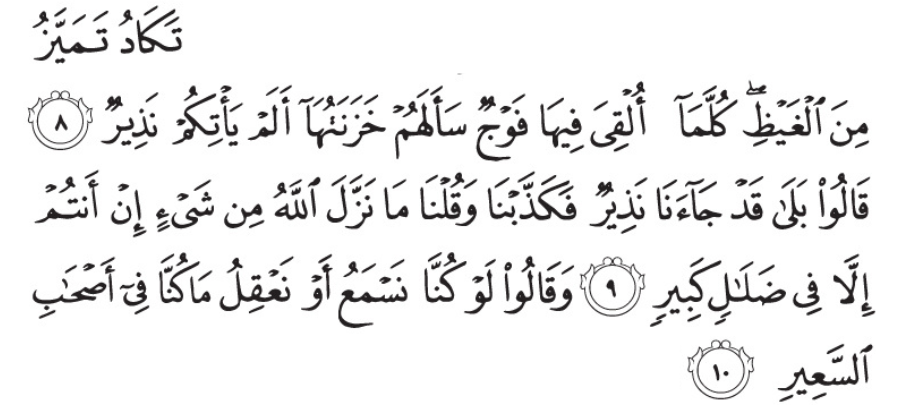 تَكَادُ تَمَيَّزُ
مِنَ ٱلْغَيْظِۖ كُلَّمَآ أُلْقِىَ فِيهَا فَوْجٌ سَأَلَهُمْ خَزَنَتُهَآ أَلَمْ يَأْتِكُمْ نَذِيرٌ ٨
قَالُوا۟ بَلَىٰ قَدْ جَآءَنَا نَذِيرٌ فَكَذَّبْنَا وَقُلْنَا مَا نَزَّلَ ٱللَّهُ مِن شَىْءٍ إِنْ أَنتُمْ
إِلَّا فِى ضَلَـٰلٍ كَبِيرٍ ٩ وَقَالُوا۟ لَوْ كُنَّا نَسْمَعُ أَوْ نَعْقِلُ مَا كُنَّا فِىٓ أَصْحَـٰبِ
ٱلسَّعِيرِ ١٠